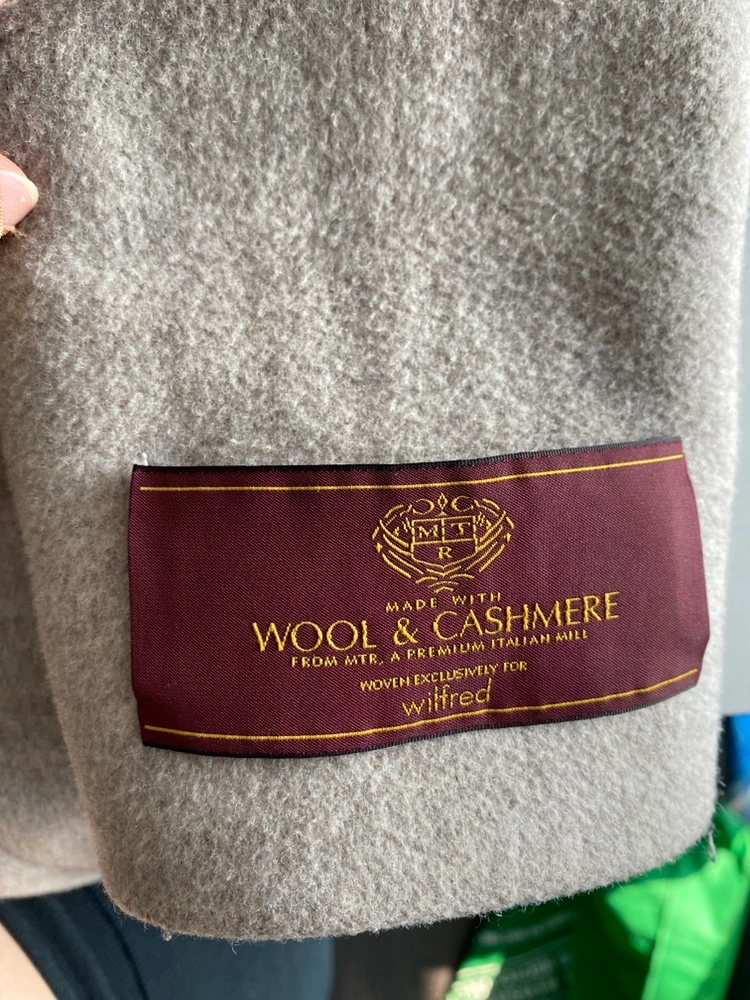 M T
R
MADE WITH
WOOL & CASHMERE
FROM MTR, A PREMIUM ITALIAN MILL
WOVEN EXCLUSIVELY FOR
wilfred